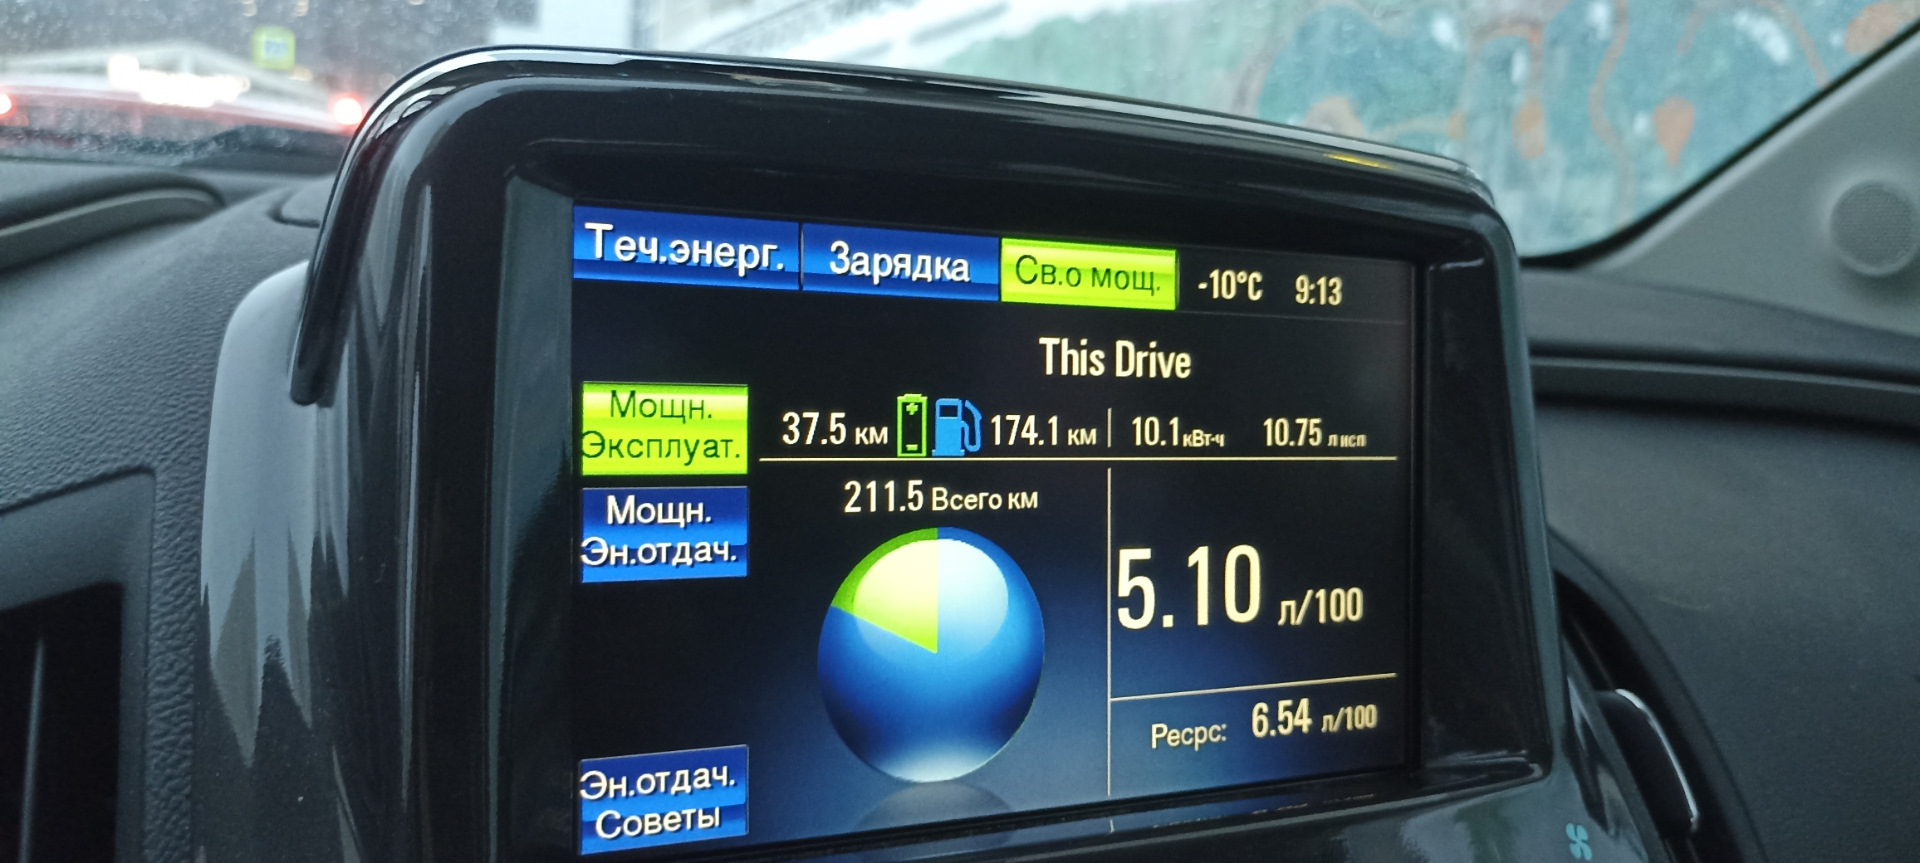 Теч.энерг. Зарядка Св.о мощ. -10°C 9:13
This Drive
Мощн.
Эксплуат.
37.5 км 174.1 км 10.1 кВт-ч 10.75 л исп
211.5 Всего км
Мощн.
Эн.отдач.
5.10 л/100
Ресрс: 6.54 л/100
Эн.отдач.
Советы